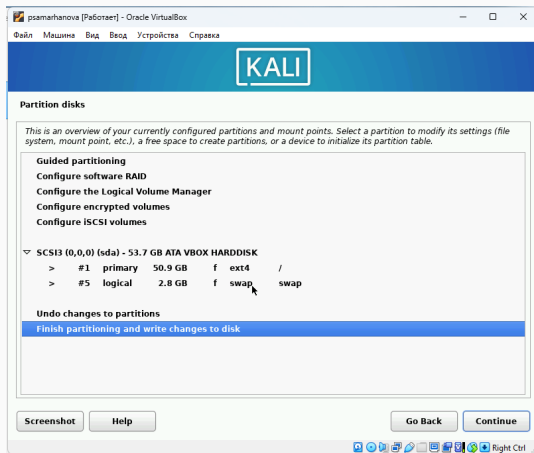 psamarhanova [Работает] - Oracle VirtualBox
Файл Машина Вид Ввод Устройства Справка
KALI
Partition disks
This is an overview of your currently configured partitions and mount points. Select a partition to modify its settings (file
system, mount point, etc.), a free space to create partitions, or a device to initialize its partition table.
Guided partitioning
Configure software RAID
Configure the Logical Volume Manager
Configure encrypted volumes
Configure iSCSI volumes
SCSI3 (0,0,0) (sda) - 53.7 GB ATA VBOX HARDDISK
> #1 primary 50.9 GB f ext4 /
> #5 logical 2.8 GB f swap swap
Undo changes to partitions
Finish partitioning and write changes to disk
Screenshot Help Go Back Continue
Right Ctrl